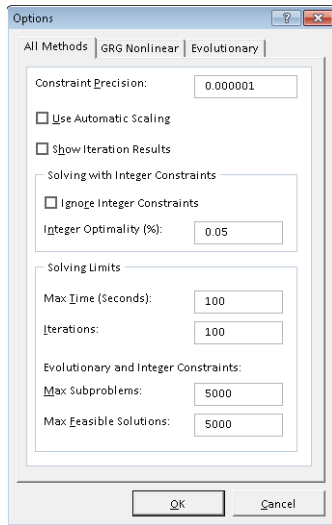 Options
All Methods GRG Nonlinear Evolutionary
Constraint Precision: 0.000001
Use Automatic Scaling
Show Iteration Results
Solving with Integer Constraints
Ignore Integer Constraints
Integer Optimality (%): 0.05
Solving Limits
Max Time (Seconds): 100
Iterations: 100
Evolutionary and Integer Constraints:
Max Subproblems: 5000
Max Feasible Solutions: 5000
OK Cancel